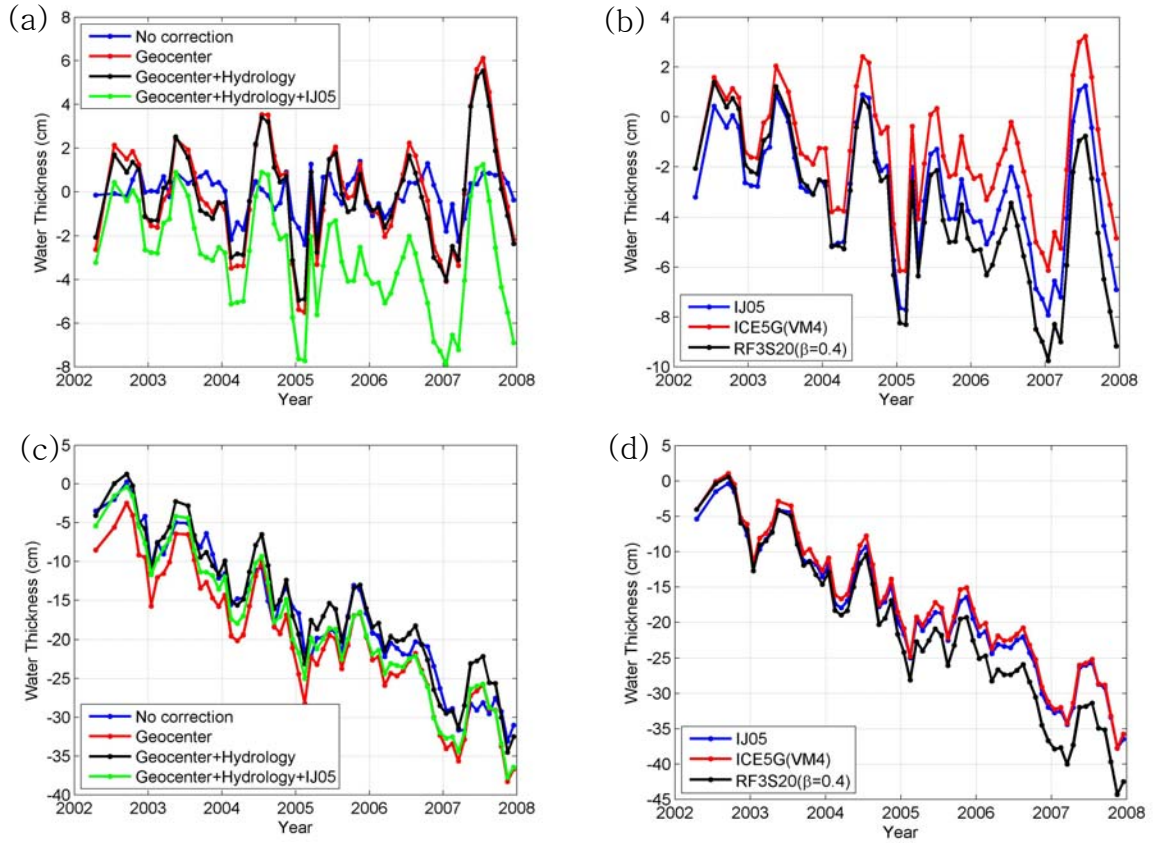 (a)
8
6
4
2
0
-2
-4
-6
-8
Water Thickness (cm)
No correction
Geocenter
Geocenter+Hydrology
Geocenter+Hydrology+IJ05
2002 2003 2004 2005 2006 2007 2008
Year
(b)
4
2
0
-2
-4
-6
-8
-10
Water Thickness (cm)
IJ05
ICE5G(VM4)
RF3S20(β=0.4)
2002 2003 2004 2005 2006 2007 2008
Year
(c)
5
0
-5
-10
-15
-20
-25
-30
-35
-40
Water Thickness (cm)
No correction
Geocenter
Geocenter+Hydrology
Geocenter+Hydrology+IJ05
2002 2003 2004 2005 2006 2007 2008
Year
(d)
5
0
-5
-10
-15
-20
-25
-30
-35
-40
-45
Water Thickness (cm)
IJ05
ICE5G(VM4)
RF3S20(β=0.4)
2002 2003 2004 2005 2006 2007 2008
Year